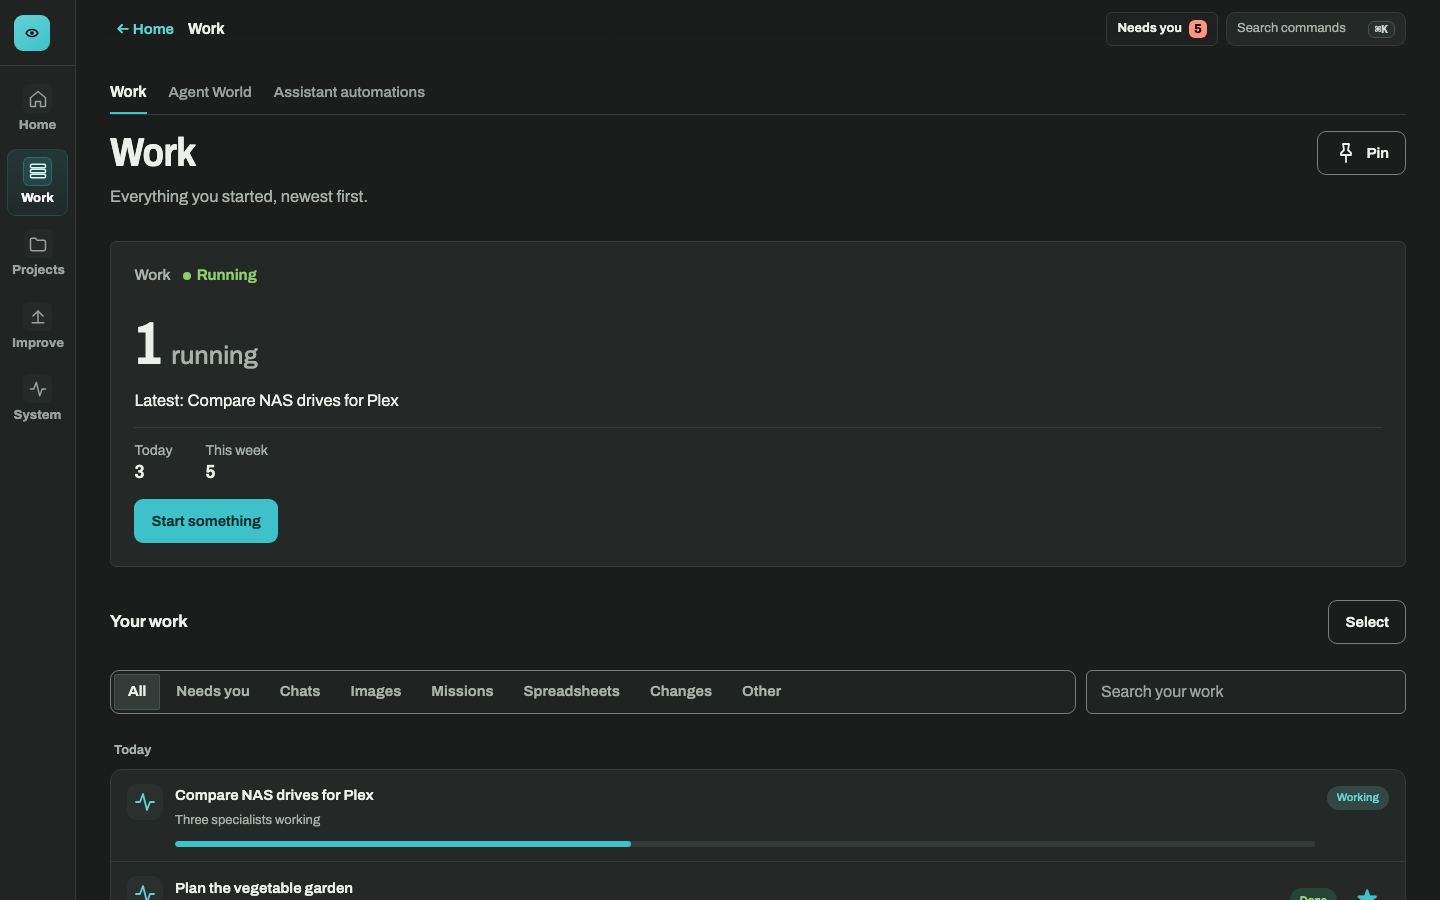 ← Home Work
Needs you 5
Search commands ⌘K
Home
Work
Projects
Improve
System
Work Agent World Assistant automations
Work
Pin
Everything you started, newest first.
Work Running
1 running
Latest: Compare NAS drives for Plex
Today This week
3 5
Start something
Your work
Select
All Needs you Chats Images Missions Spreadsheets Changes Other
Search your work
Today
Compare NAS drives for Plex
Working
Three specialists working
Plan the vegetable garden
Done